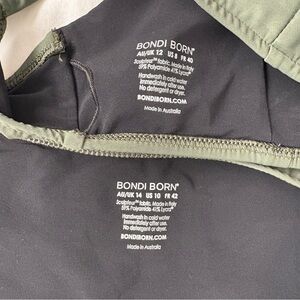 BONDI BORN®
AU/UK 12 US 8 FR 40
Sculpteur® fabric. Made in Italy
59% Polyamide 41% Lycra®
Handwash in cold water
immediately after use.
No detergent or dryer.
BONDIBORN.COM
Made in Australia
BONDI BORN®
AU/UK 14 US 10 FR 42
Sculpteur® fabric. Made in Italy
59% Polyamide 41% Lycra®
Handwash in cold water
immediately after use.
No detergent or dryer.
BONDIBORN.COM
Made in Australia